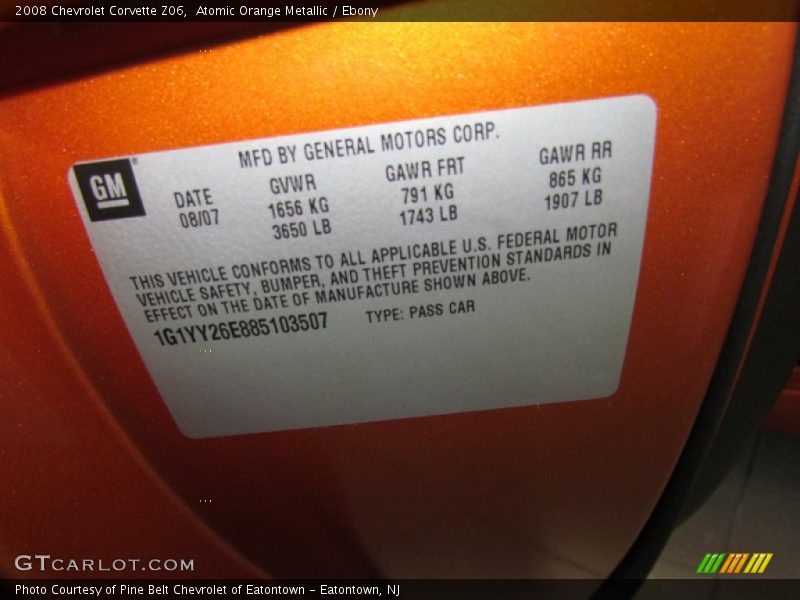 2008 Chevrolet Corvette Z06,  Atomic Orange Metallic / Ebony
MFD BY GENERAL MOTORS CORP.
GM
DATE GVWR GAWR FRT GAWR RR
08/07 1656 KG 791 KG 865 KG
3650 LB 1743 LB 1907 LB
THIS VEHICLE CONFORMS TO ALL APPLICABLE U.S. FEDERAL MOTOR
VEHICLE SAFETY, BUMPER, AND THEFT PREVENTION STANDARDS IN
EFFECT ON THE DATE OF MANUFACTURE SHOWN ABOVE.
1G1YY26E885103507 TYPE: PASS CAR
GTCARLOT.COM
Photo Courtesy of Pine Belt Chevrolet of Eatontown – Eatontown, NJ